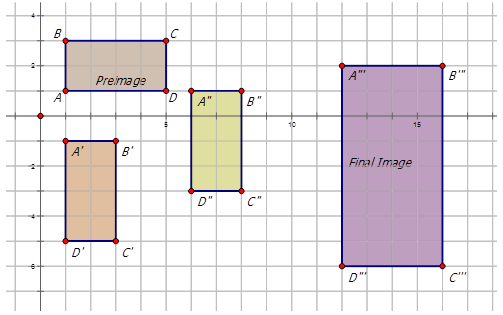 4
B C
2 A"' B'"
Preimage
A D A" B"
5 10 15
A' B'
-2
Final Image
D" C"
-4
D' C'
-6 D"' C"'